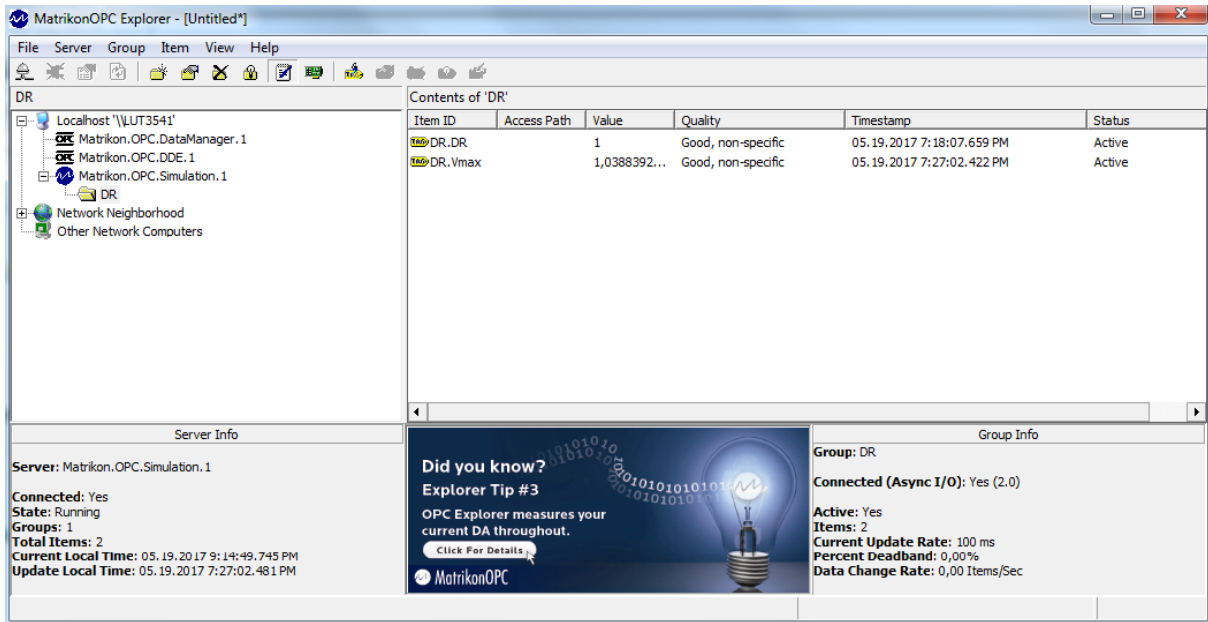 MatrikonOPC Explorer - [Untitled*]
File Server Group Item View Help
DR
Contents of 'DR'
Localhost '\\LUT3541'
Matrikon.OPC.DataManager.1
Matrikon.OPC.DDE.1
Matrikon.OPC.Simulation.1
DR
Network Neighborhood
Other Network Computers
Item ID Access Path Value Quality Timestamp Status
DR.DR 1 Good, non-specific 05.19.2017 7:18:07.659 PM Active
DR.Vmax 1,0388392... Good, non-specific 05.19.2017 7:27:02.422 PM Active
Server Info
Server: Matrikon.OPC.Simulation.1
Connected: Yes
State: Running
Groups: 1
Total Items: 2
Current Local Time: 05.19.2017 9:14:49.745 PM
Update Local Time: 05.19.2017 7:27:02.481 PM
Did you know?
Explorer Tip #3
OPC Explorer measures your
current DA throughout.
Click For Details
MatrikonOPC
Group Info
Group: DR
Connected (Async I/O): Yes (2.0)
Active: Yes
Items: 2
Current Update Rate: 100 ms
Percent Deadband: 0,00%
Data Change Rate: 0,00 Items/Sec